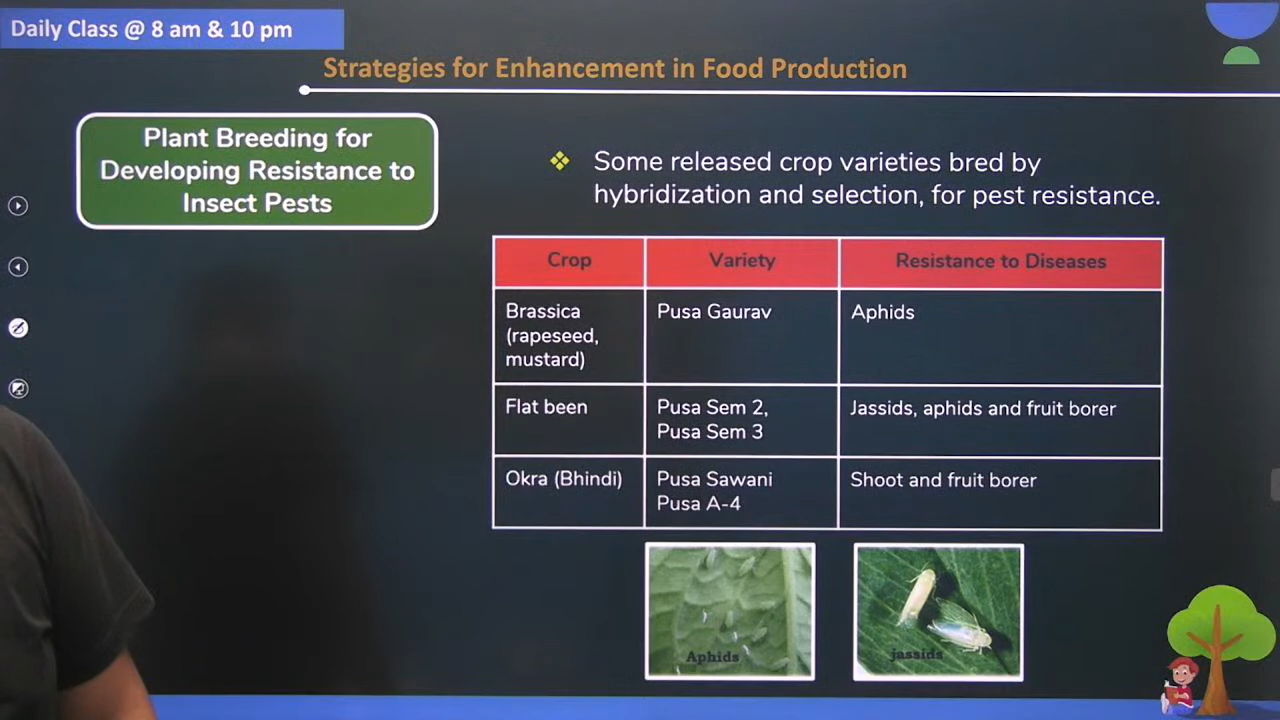 Daily Class @ 8 am & 10 pm
Strategies for Enhancement in Food Production
Plant Breeding for
Developing Resistance to
Insect Pests
Some released crop varieties bred by
hybridization and selection, for pest resistance.
Crop Variety Resistance to Diseases
Brassica Pusa Gaurav Aphids
(rapeseed,
mustard)
Flat been Pusa Sem 2, Jassids, aphids and fruit borer
Pusa Sem 3
Okra (Bhindi) Pusa Sawani Shoot and fruit borer
Pusa A-4
Aphids
jassids